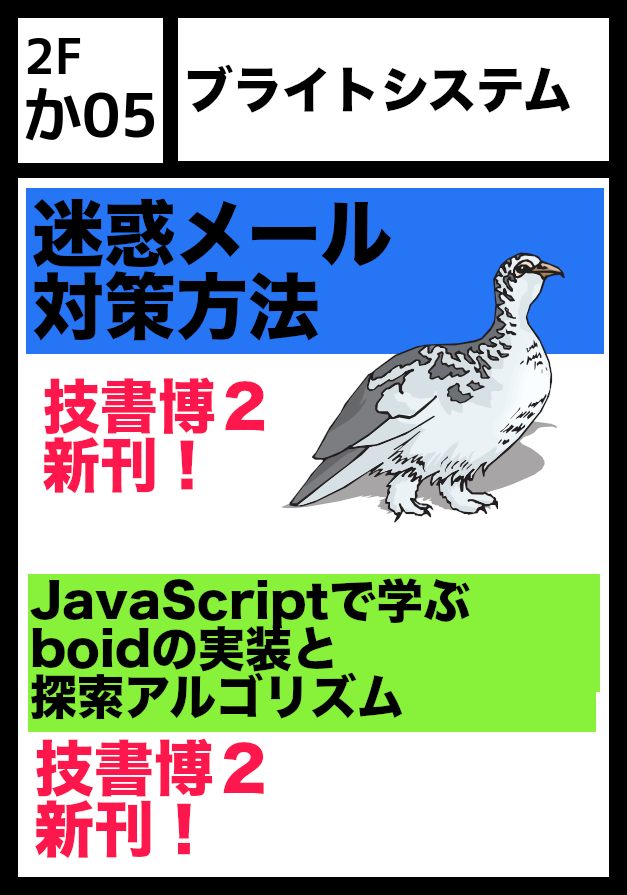 2F
か05
ブライトシステム
迷惑メール
対策方法
技書博２
新刊！
JavaScriptで学ぶ
boidの実装と
探索アルゴリズム
技書博２
新刊！